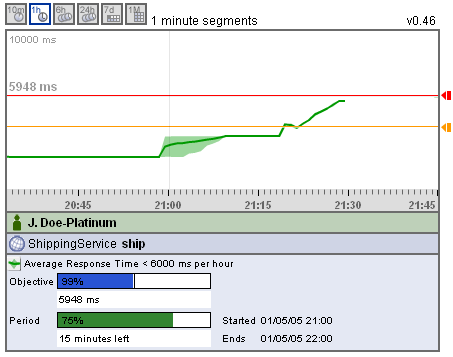 10m 1h 6h 24h 7d 1M 1 minute segments v0.46
10000 ms
5948 ms
20:45 21:00 21:15 21:30 21:45
J. Doe-Platinum
ShippingService ship
Average Response Time < 6000 ms per hour
Objective 99%
5948 ms
Period 75% Started 01/05/05 21:00
15 minutes left Ends 01/05/05 22:00